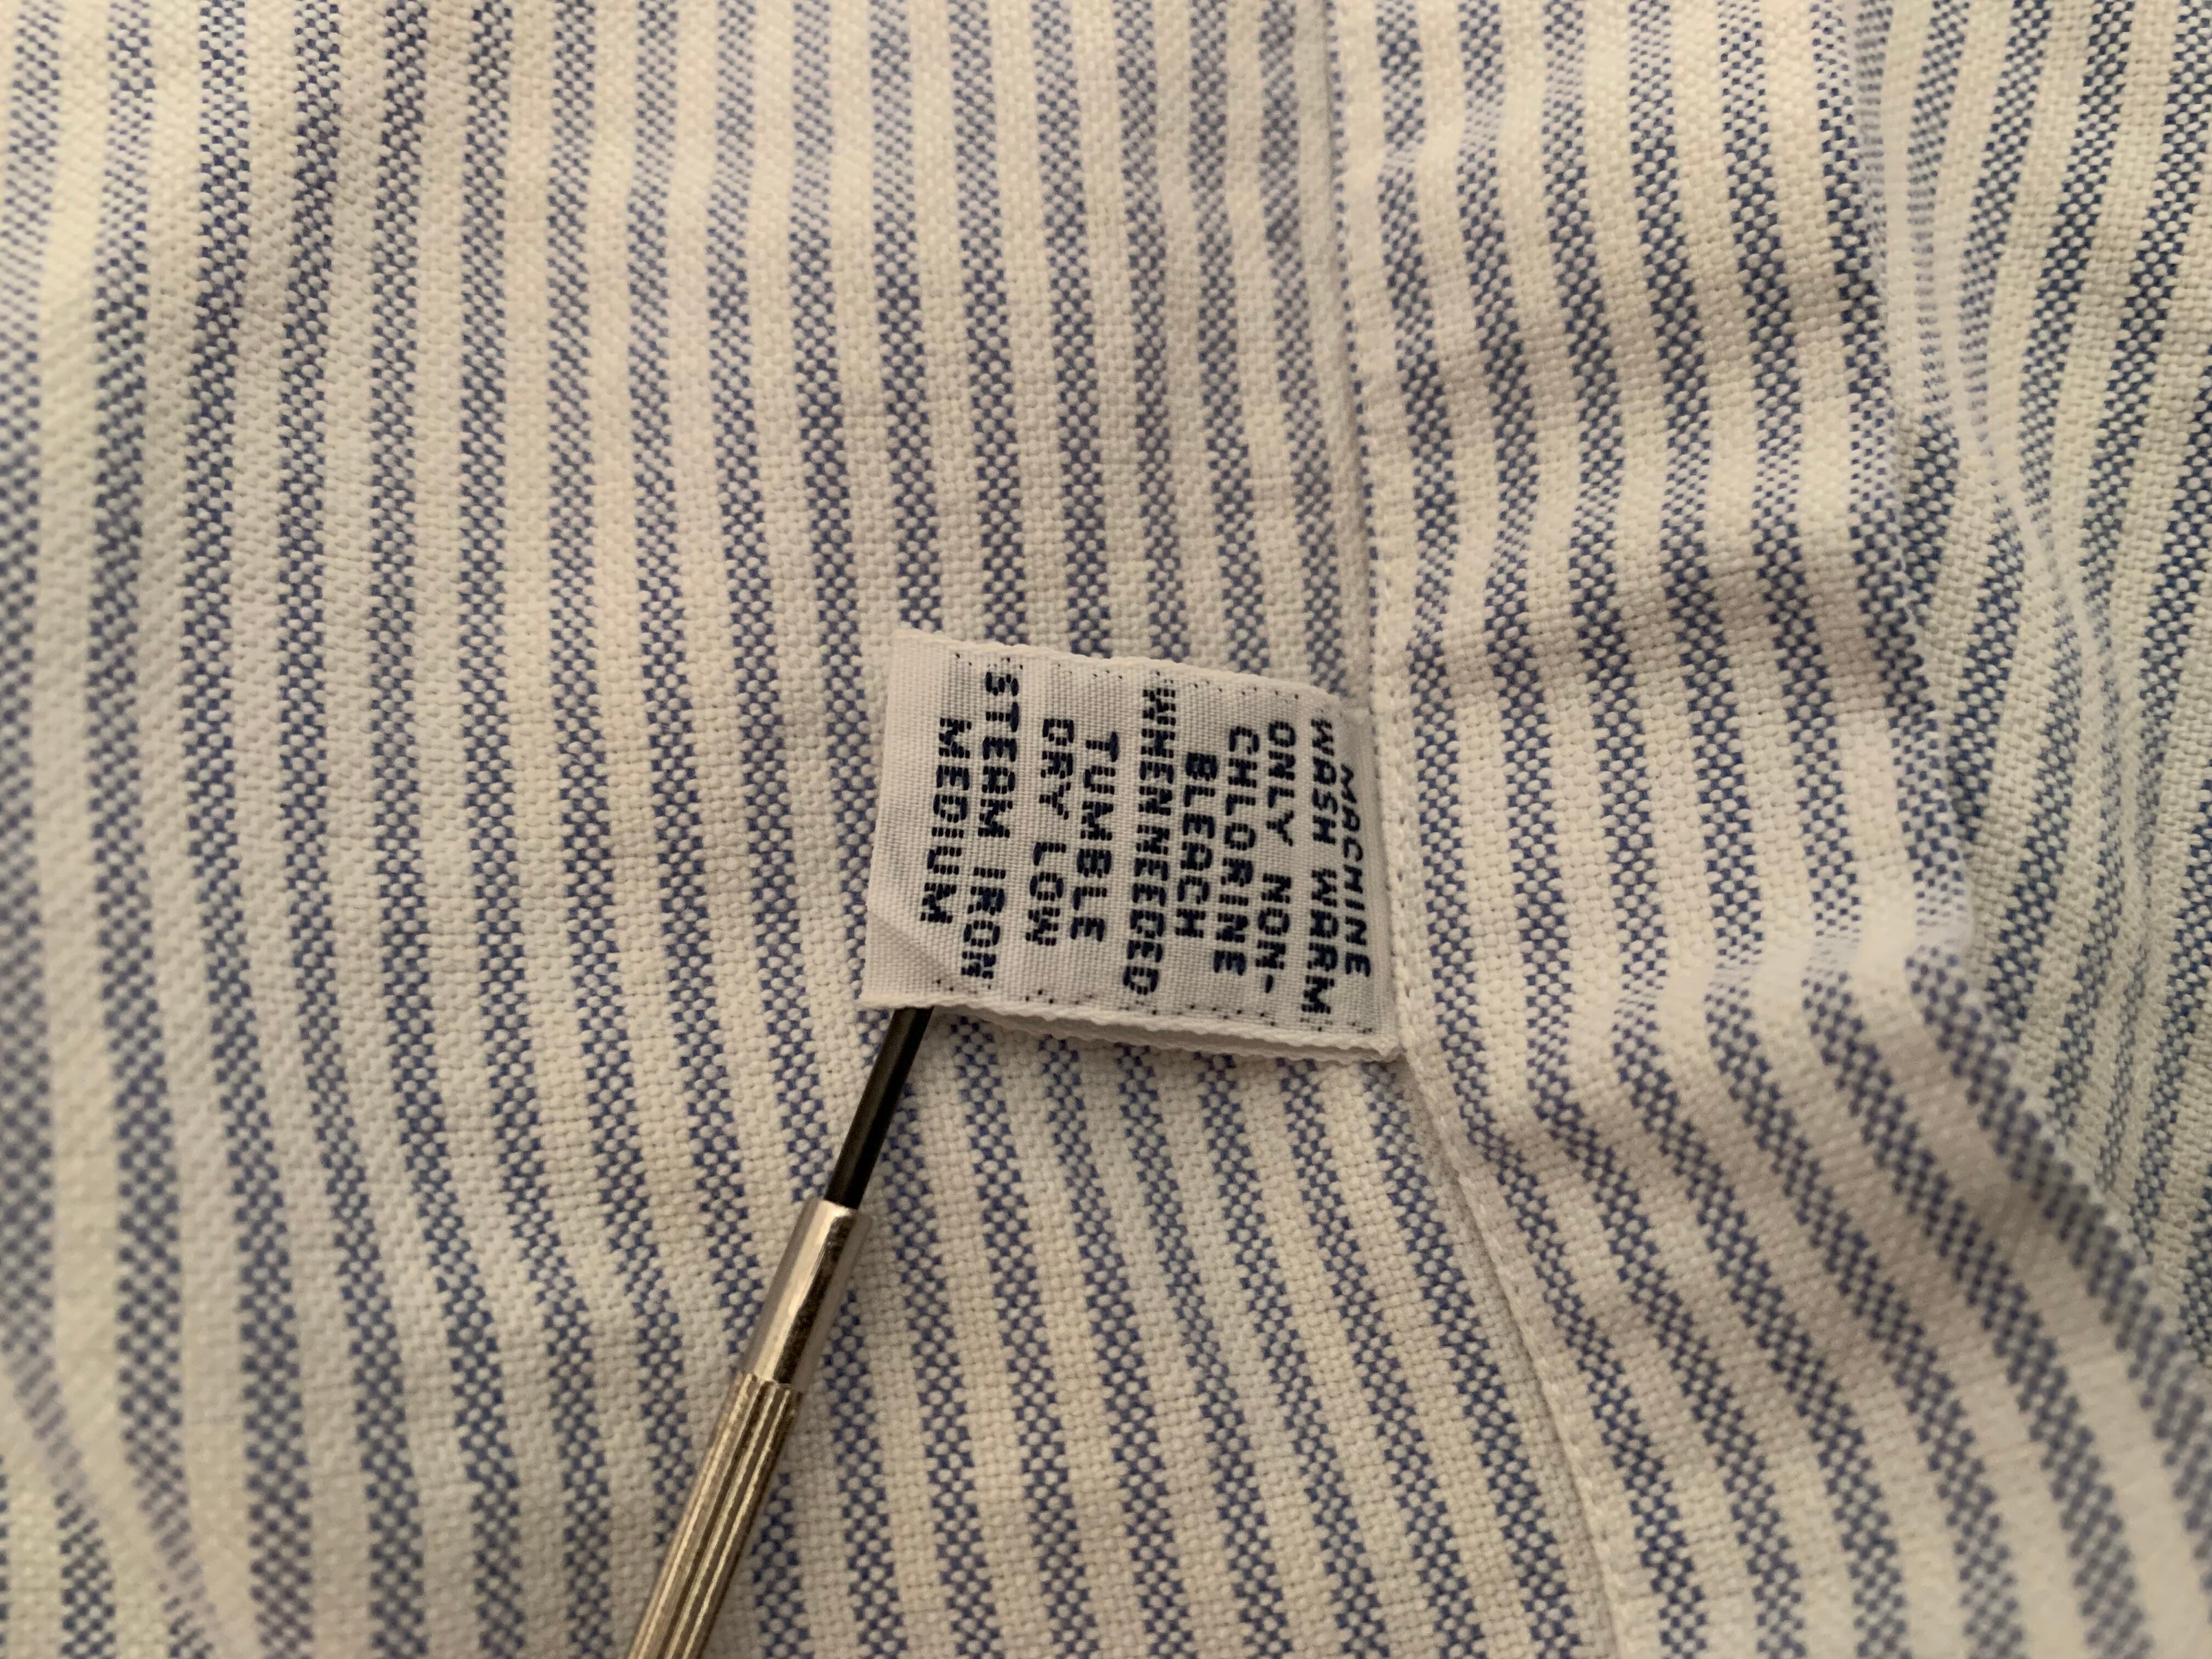 MACHINE
WASH WARM
ONLY NON-
CHLORINE
BLEACH
WHENNEEDED
TUMBLE
DRY LOW
STEAM IRON
MEDIUM